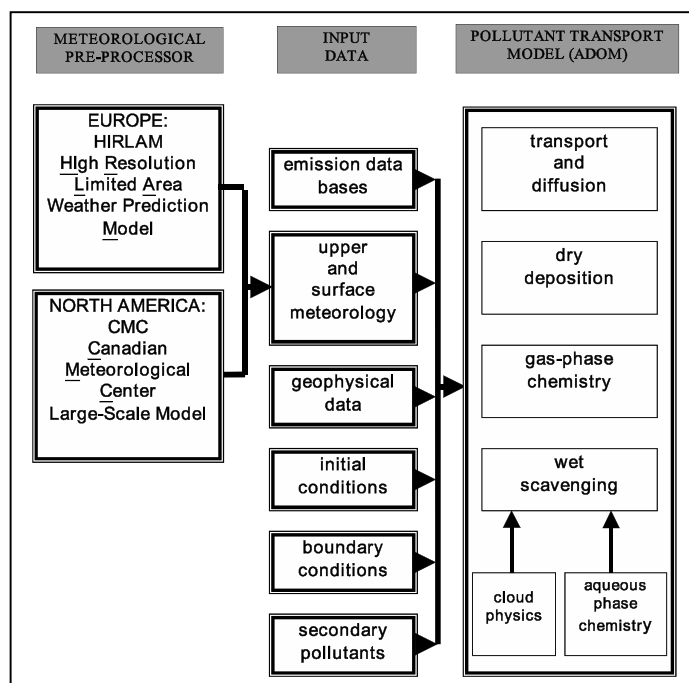 METEOROLOGICAL
PRE-PROCESSOR
INPUT
DATA
POLLUTANT TRANSPORT
MODEL (ADOM)
EUROPE:
HIRLAM
HIgh Resolution
Limited Area
Weather Prediction
Model
NORTH AMERICA:
CMC
Canadian
Meteorological
Center
Large-Scale Model
emission data
bases
upper
and
surface
meteorology
geophysical
data
initial
conditions
boundary
conditions
secondary
pollutants
transport
and
diffusion
dry
deposition
gas-phase
chemistry
wet
scavenging
cloud
physics
aqueous
phase
chemistry